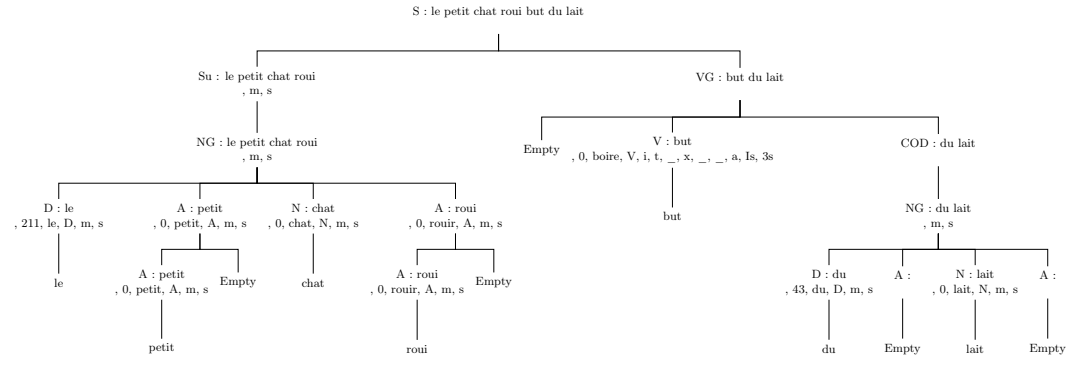 S : le petit chat roui but du lait
Su : le petit chat roui
, m, s
VG : but du lait
NG : le petit chat roui
, m, s
Empty
V : but
, 0, boire, V, i, t, _, x, _, _, a, Is, 3s
COD : du lait
D : le
, 211, le, D, m, s
A : petit
, 0, petit, A, m, s
N : chat
, 0, chat, N, m, s
A : roui
, 0, rouir, A, m, s
but
NG : du lait
, m, s
le
A : petit
, 0, petit, A, m, s
Empty
chat
A : roui
, 0, rouir, A, m, s
Empty
D : du
, 43, du, D, m, s
A :
N : lait
, 0, lait, N, m, s
A :
petit
roui
du
Empty
lait
Empty